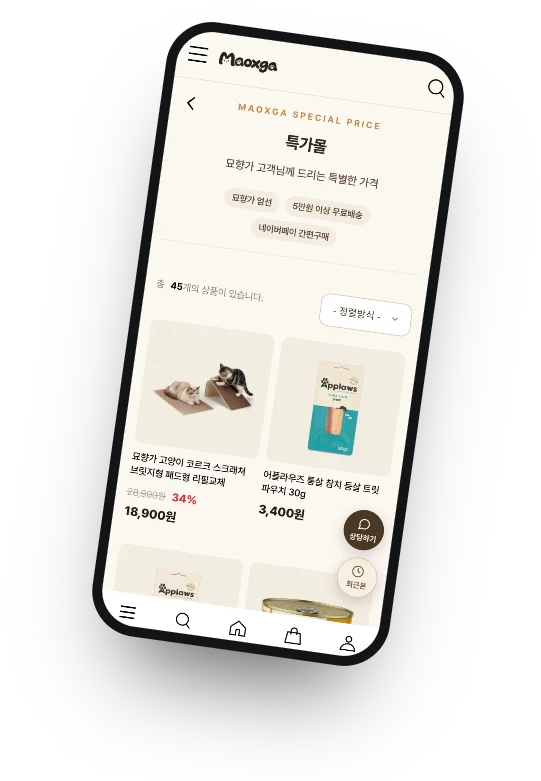 Maoxga
MAOXGA SPECIAL PRICE
특가몰
묘향가 고객님께 드리는 특별한 가격
묘향가 엄선
5만원 이상 무료배송
네이버페이 간편구매
총 45개의 상품이 있습니다.
- 정렬방식 -
Applaws
30g
묘향가 고양이 코르크 스크래쳐
브릿지형 패드형 리필교체
28,900원 34%
18,900원
어플라우즈 통살 참치 등살 트릿
파우치 30g
3,400원
상담하기
최근본
Applaws